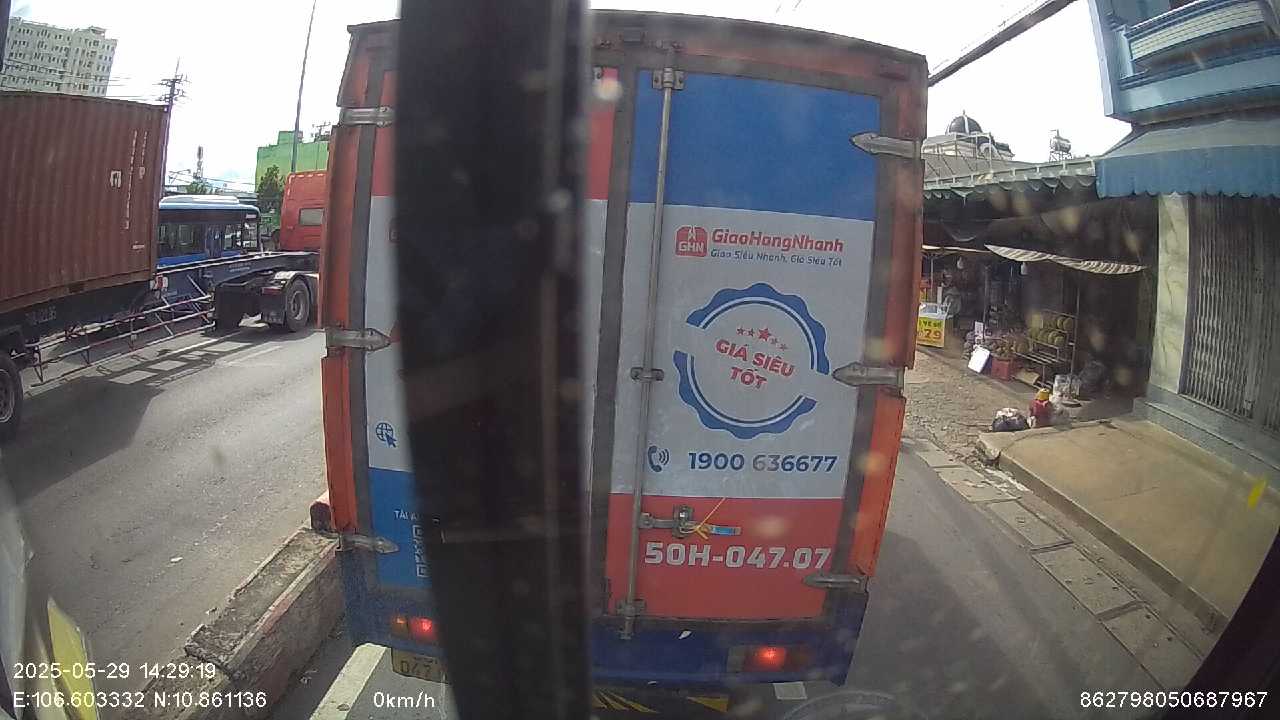 GHN
GiaoHangNhanh
Giao Siêu Nhanh, Giá Siêu Tốt
GIÁ SIÊU
TỐT
1900 636677
50H-047.07
79
2025-05-29 14:29:19
E:106.603332 N:10.861136
0km/h
862798050687967